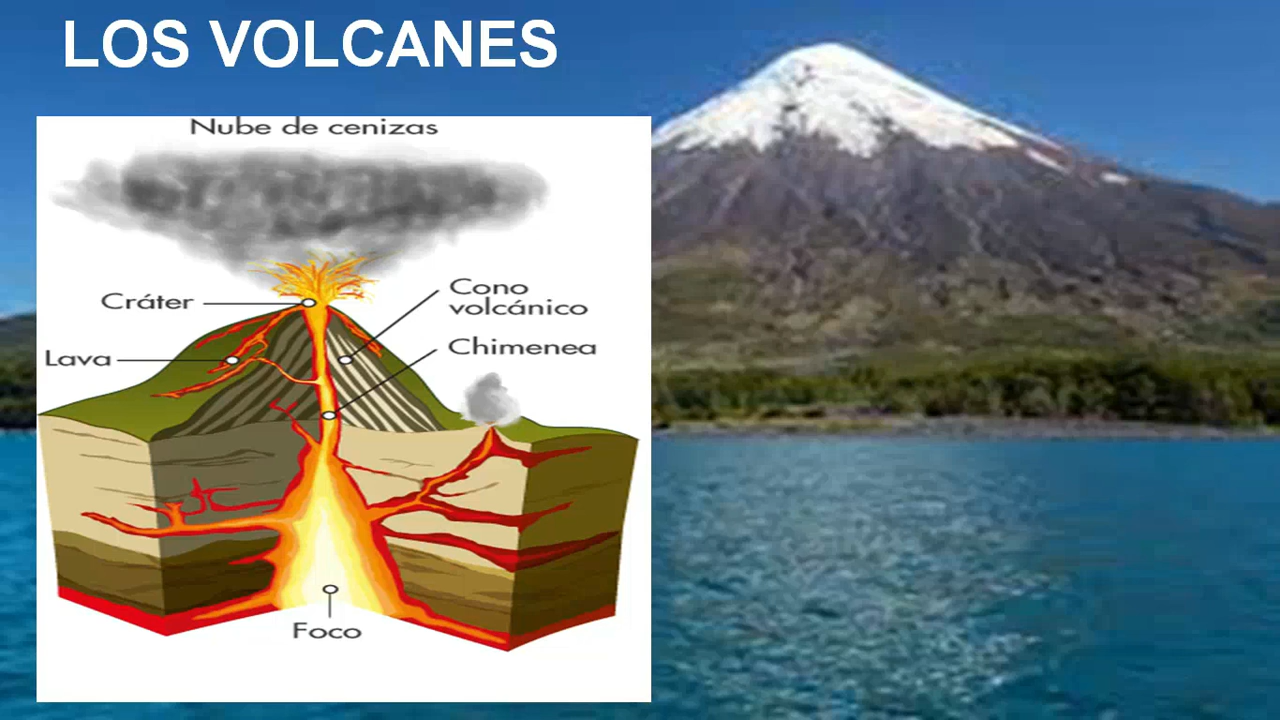 LOS VOLCANES
Nube de cenizas
Cráter
Cono
volcánico
Lava
Chimenea
Foco